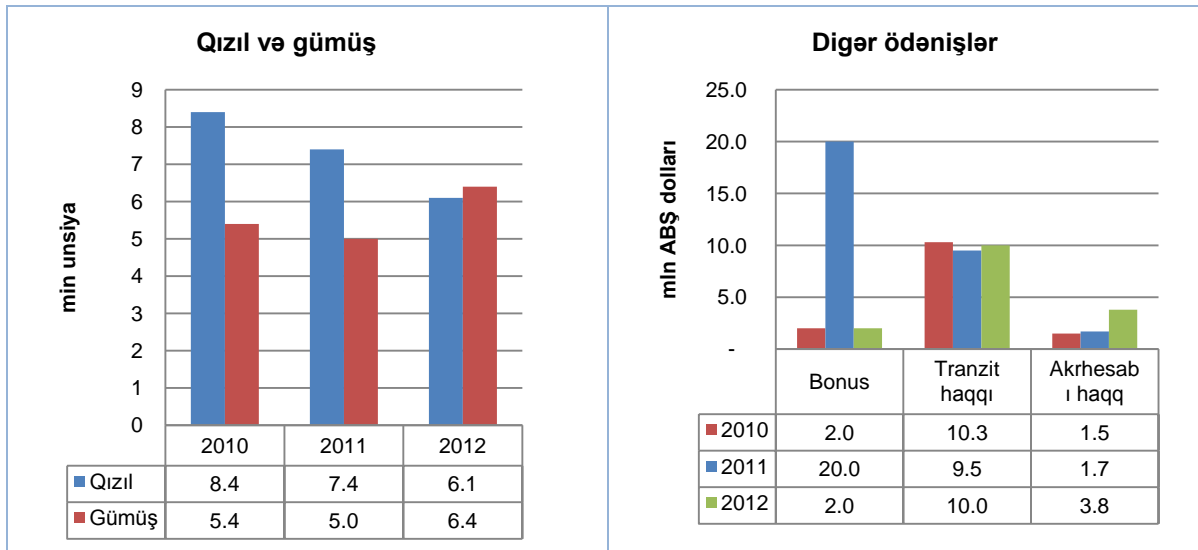 Qızıl və gümüş
min unsiya
9
8
7
6
5
4
3
2
1
0
2010 2011 2012
Qızıl 8.4 7.4 6.1
Gümüş 5.4 5.0 6.4
Digər ödənişlər
mln ABŞ dolları
25.0
20.0
15.0
10.0
5.0
-
Bonus Tranzit Akrhesab
haqqı ı haqq
2010 2.0 10.3 1.5
2011 20.0 9.5 1.7
2012 2.0 10.0 3.8